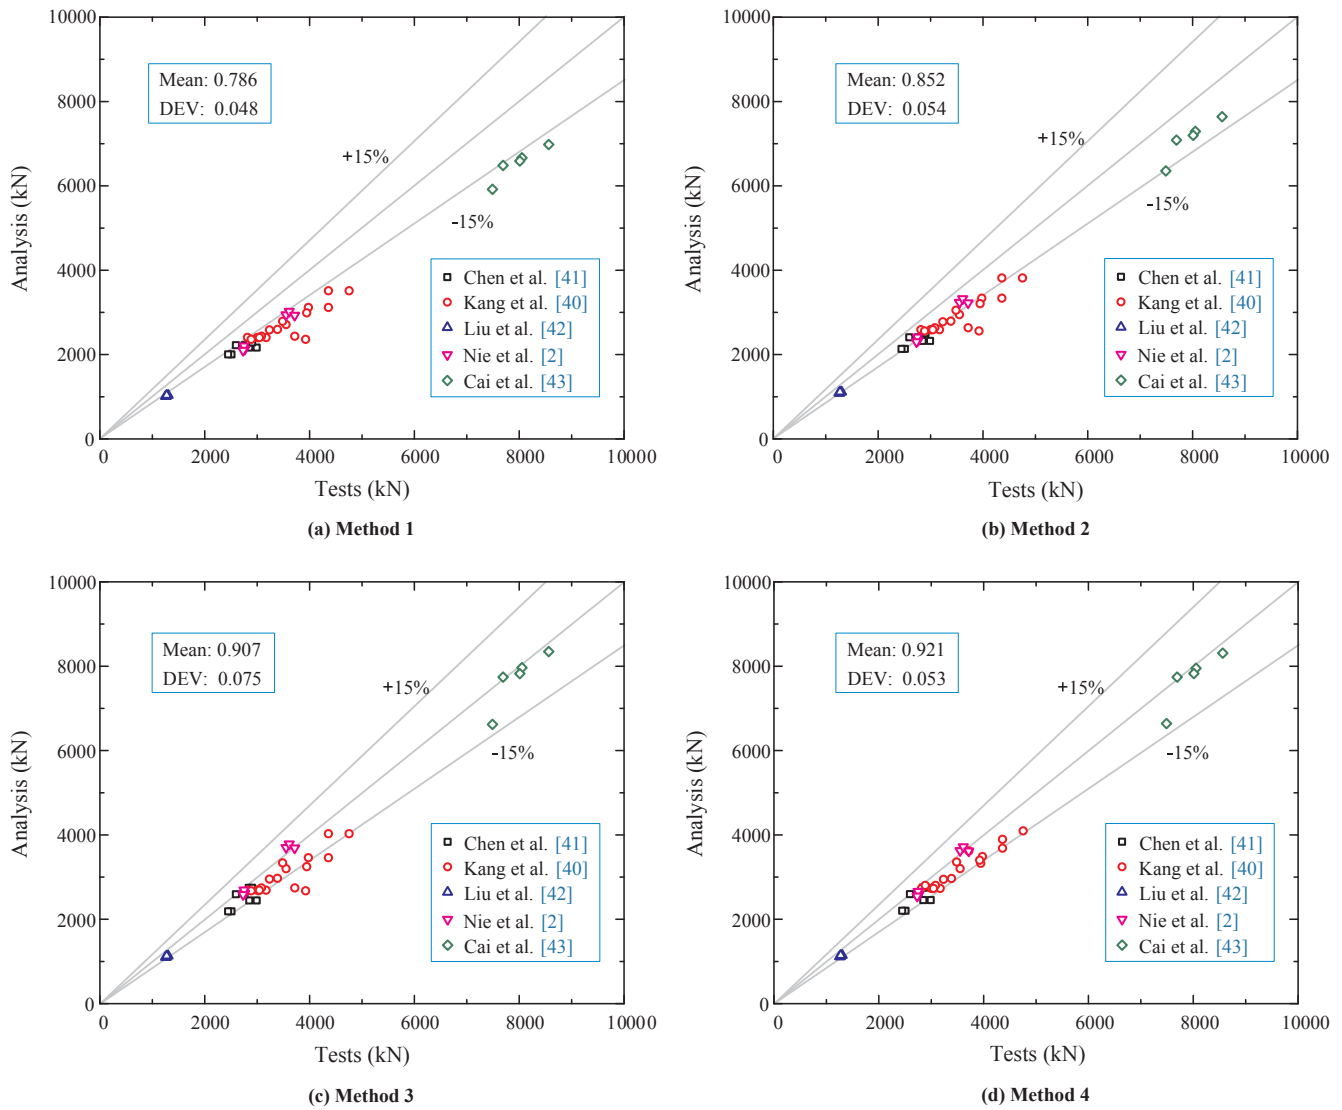 10000
8000
6000
4000
2000
0
Analysis (kN)
Mean: 0.786
DEV: 0.048
+15%
-15%
Chen et al. [41]
Kang et al. [40]
Liu et al. [42]
Nie et al. [2]
Cai et al. [43]
0 2000 4000 6000 8000 10000
Tests (kN)
(a) Method 1
10000
8000
6000
4000
2000
0
Analysis (kN)
Mean: 0.852
DEV: 0.054
+15%
-15%
Chen et al. [41]
Kang et al. [40]
Liu et al. [42]
Nie et al. [2]
Cai et al. [43]
0 2000 4000 6000 8000 10000
Tests (kN)
(b) Method 2
10000
8000
6000
4000
2000
0
Analysis (kN)
Mean: 0.907
DEV: 0.075
+15%
-15%
Chen et al. [41]
Kang et al. [40]
Liu et al. [42]
Nie et al. [2]
Cai et al. [43]
0 2000 4000 6000 8000 10000
Tests (kN)
(c) Method 3
10000
8000
6000
4000
2000
0
Analysis (kN)
Mean: 0.921
DEV: 0.053
+15%
-15%
Chen et al. [41]
Kang et al. [40]
Liu et al. [42]
Nie et al. [2]
Cai et al. [43]
0 2000 4000 6000 8000 10000
Tests (kN)
(d) Method 4